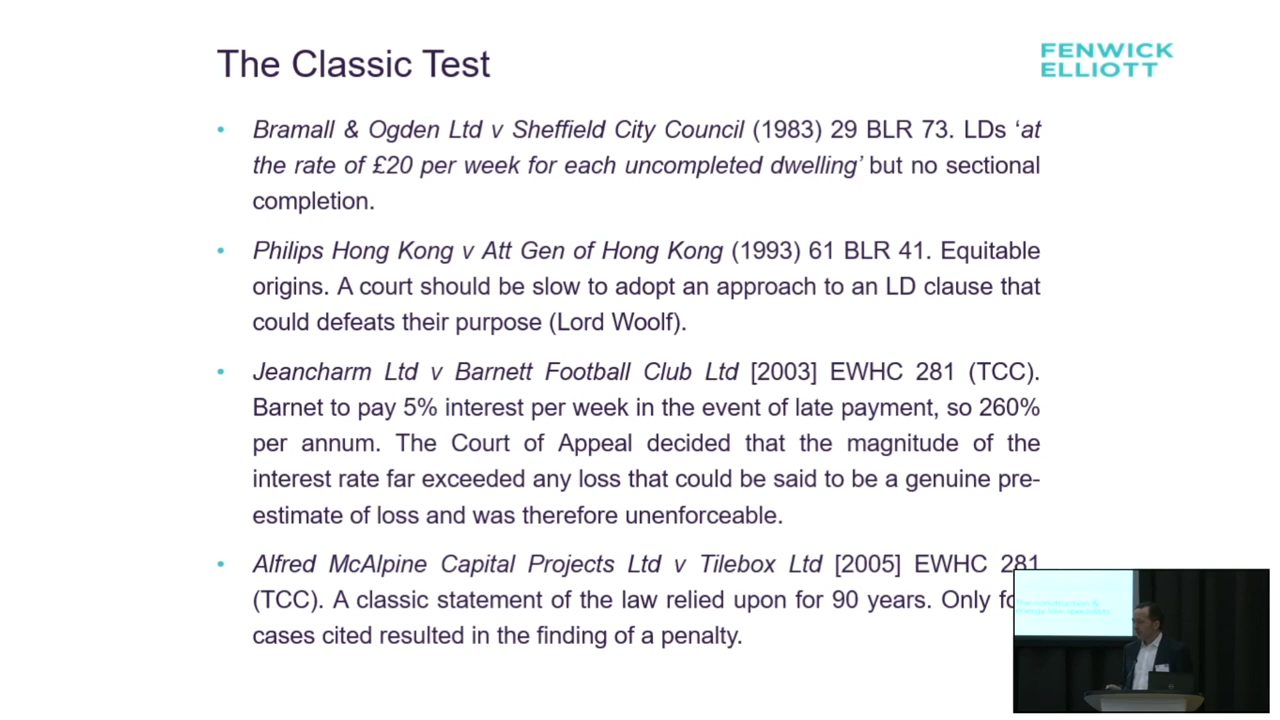 The Classic Test
FENWICK
ELLIOTT
• Bramall & Ogden Ltd v Sheffield City Council (1983) 29 BLR 73. LDs ‘at
the rate of £20 per week for each uncompleted dwelling’ but no sectional
completion.
• Philips Hong Kong v Att Gen of Hong Kong (1993) 61 BLR 41. Equitable
origins. A court should be slow to adopt an approach to an LD clause that
could defeats their purpose (Lord Woolf).
• Jeancharm Ltd v Barnett Football Club Ltd [2003] EWHC 281 (TCC).
Barnet to pay 5% interest per week in the event of late payment, so 260%
per annum. The Court of Appeal decided that the magnitude of the
interest rate far exceeded any loss that could be said to be a genuine pre-
estimate of loss and was therefore unenforceable.
• Alfred McAlpine Capital Projects Ltd v Tilebox Ltd [2005] EWHC 281
(TCC). A classic statement of the law relied upon for 90 years. Only
cases cited resulted in the finding of a penalty.
construction &
energy law specialists